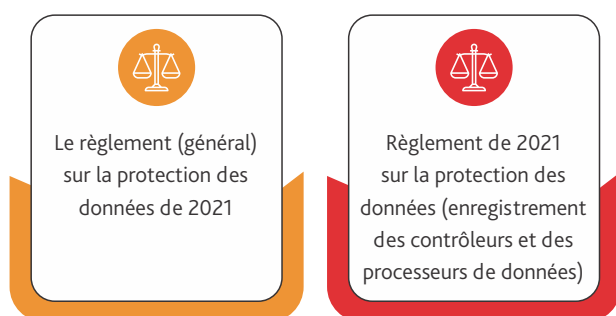 Le règlement (général)
sur la protection des
données de 2021
Règlement de 2021
sur la protection des
données (enregistrement
des contrôleurs et des
processeurs de données)